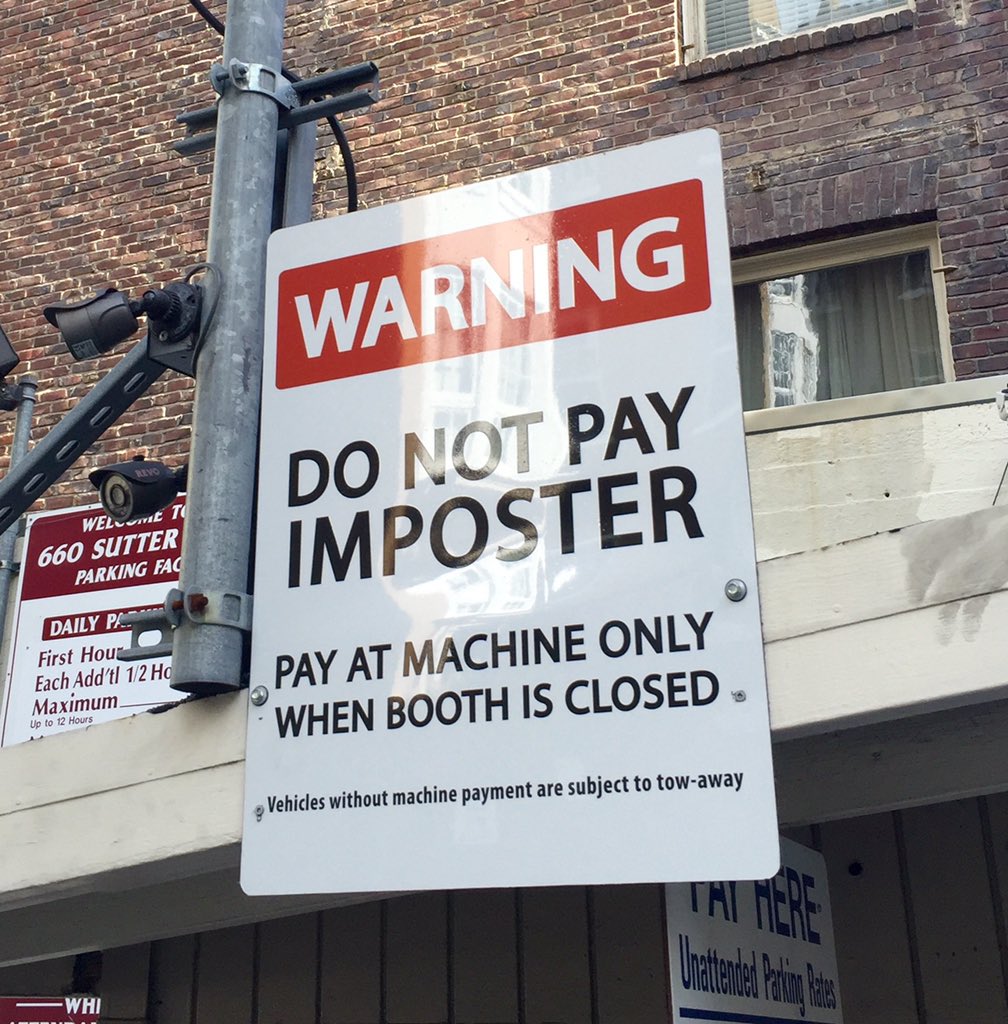 WARNING
DO NOT PAY
IMPOSTER
PAY AT MACHINE ONLY
WHEN BOOTH IS CLOSED
Vehicles without machine payment are subject to tow-away
REVO
WELCOME TO
660 SUTTER
PARKING FAC
DAILY PA
First Hour
Each Add'tl 1/2 Ho
Maximum
Up to 12 Hours
PAY HERE
Unattended Parking Rates
WHI